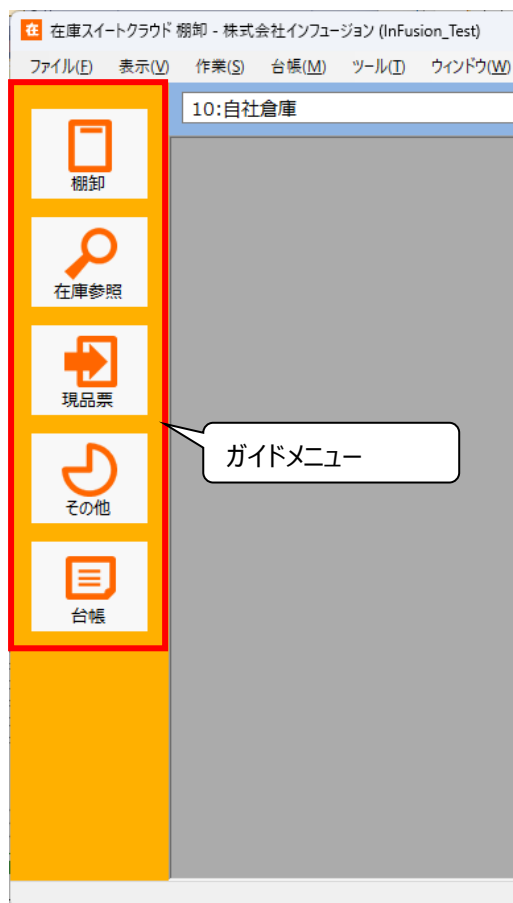 在 在庫スイートクラウド 棚卸 - 株式会社インフュージョン (InFusion_Test)
ファイル(F) 表示(V) 作業(S) 台帳(M) ツール(T) ウィンドウ(W)
10:自社倉庫
棚卸
在庫参照
現品票
ガイドメニュー
その他
台帳